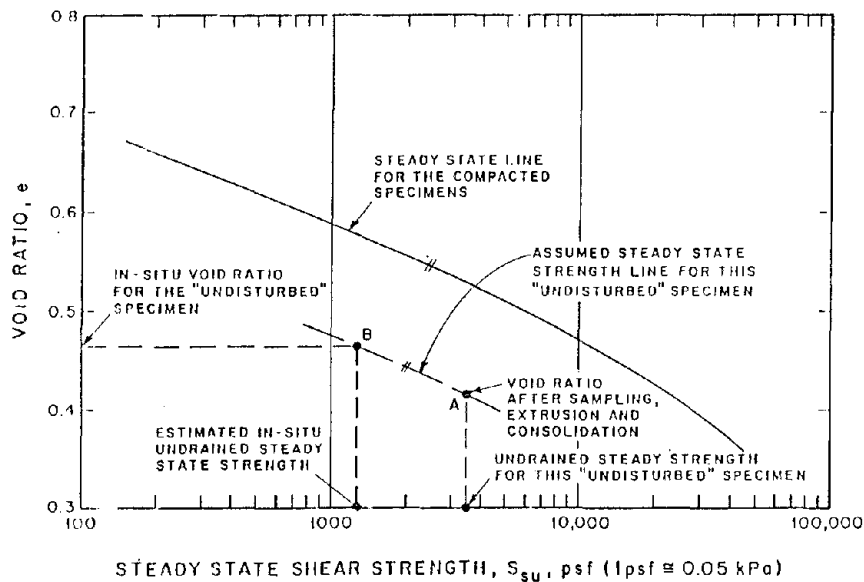 0.8
0.7
0.6
0.5
0.4
0.3
VOID RATIO, e
STEADY STATE LINE
FOR THE COMPACTED
SPECIMENS
ASSUMED STEADY STATE
STRENGTH LINE FOR THIS
"UNDISTURBED" SPECIMEN
IN-SITU VOID RATIO
FOR THE "UNDISTURBED"
SPECIMEN
B
A
VOID RATIO
AFTER SAMPLING,
EXTRUSION AND
CONSOLIDATION
ESTIMATED IN-SITU
UNDRAINED STEADY
STATE STRENGTH
UNDRAINED STEADY STRENGTH
FOR THIS "UNDISTURBED" SPECIMEN
100
1000
10,000
100,000
STEADY STATE SHEAR STRENGTH, Ssu, psf (1psf ≅ 0.05 kPa)